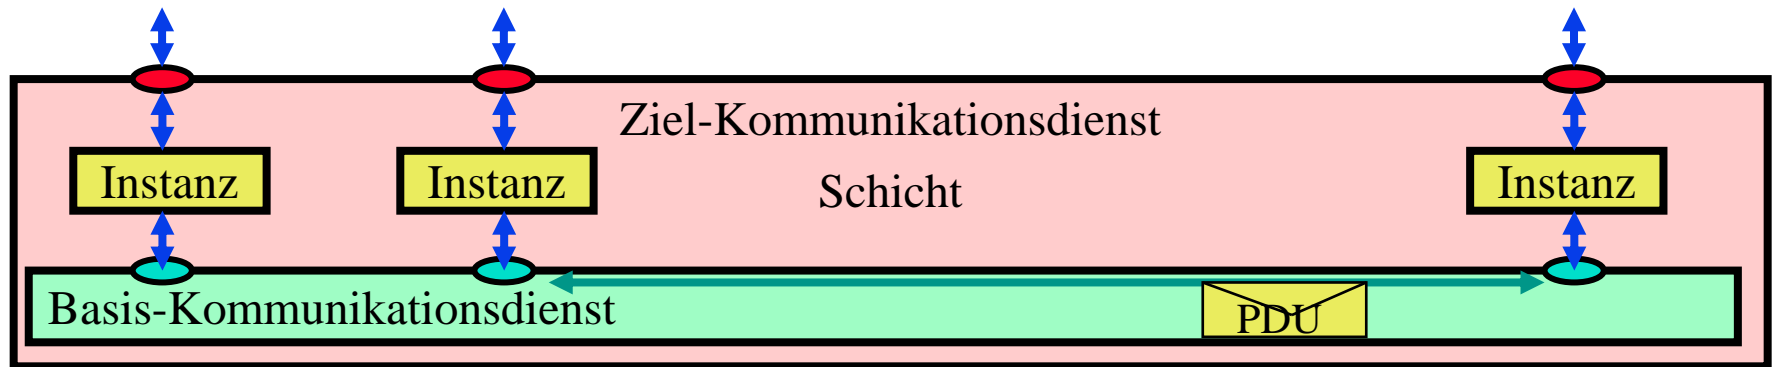 Ziel-Kommunikationsdienst
Instanz
Instanz
Schicht
Instanz
Basis-Kommunikationsdienst
PDU